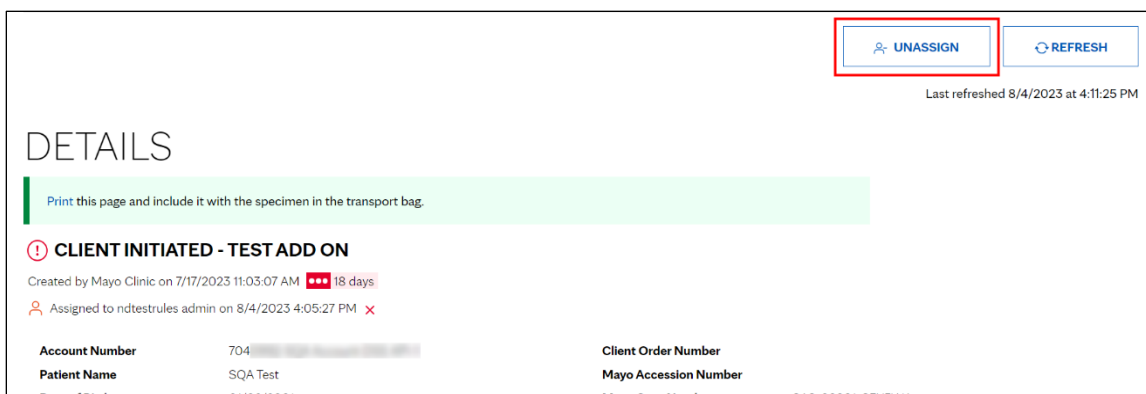 UNASSIGN
REFRESH
Last refreshed 8/4/2023 at 4:11:25 PM
DETAILS
Print this page and include it with the specimen in the transport bag.
CLIENT INITIATED - TEST ADD ON
Created by Mayo Clinic on 7/17/2023 11:03:07 AM 18 days
Assigned to ndtestrules admin on 8/4/2023 4:05:27 PM
Account Number 704 Client Order Number
Patient Name SQA Test Mayo Accession Number